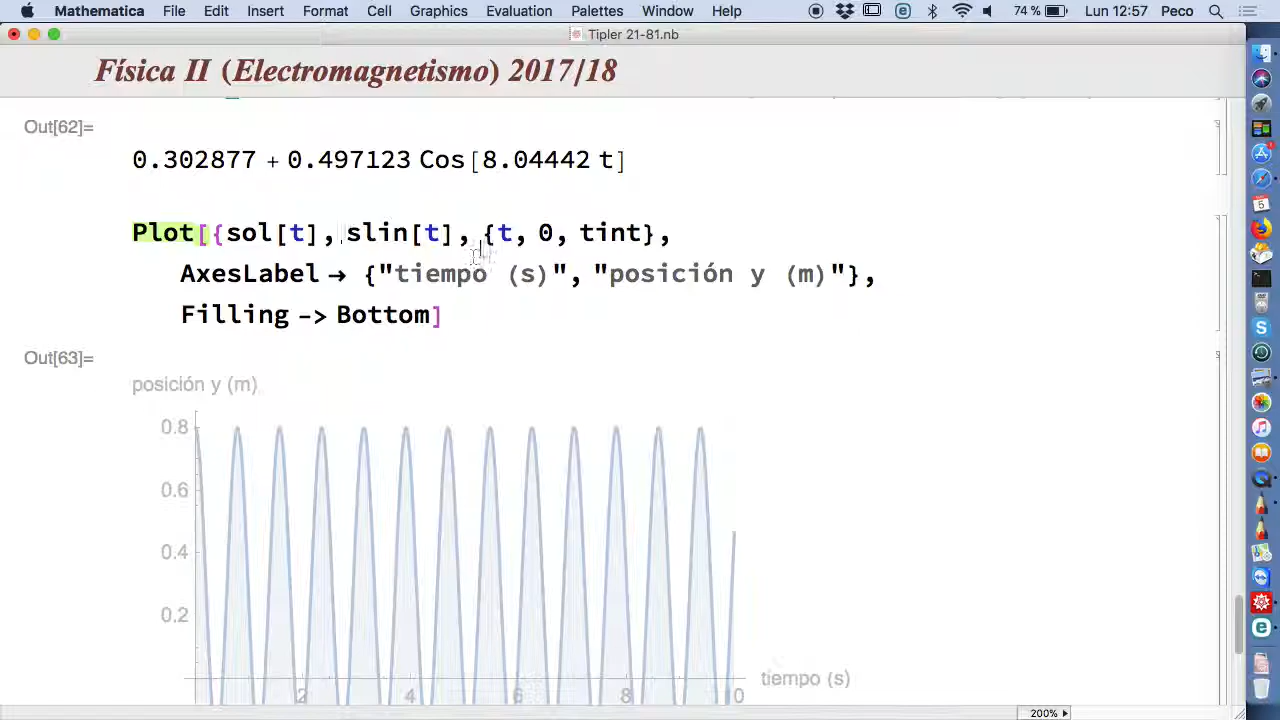 Mathematica File Edit Insert Format Cell Graphics Evaluation Palettes Window Help 74 % Lun 12:57 Peco
Tipler 21-81.nb
Física II (Electromagnetismo) 2017/18
Out[62]=
0.302877 + 0.497123 Cos[8.04442 t]
Plot[{sol[t], slin[t], {t, 0, tint},
AxesLabel → {"tiempo (s)", "posición y (m)"},
Filling -> Bottom]
Out[63]=
posición y (m)
0.8
0.6
0.4
0.2
2 4 6 8 10 tiempo (s)
200%